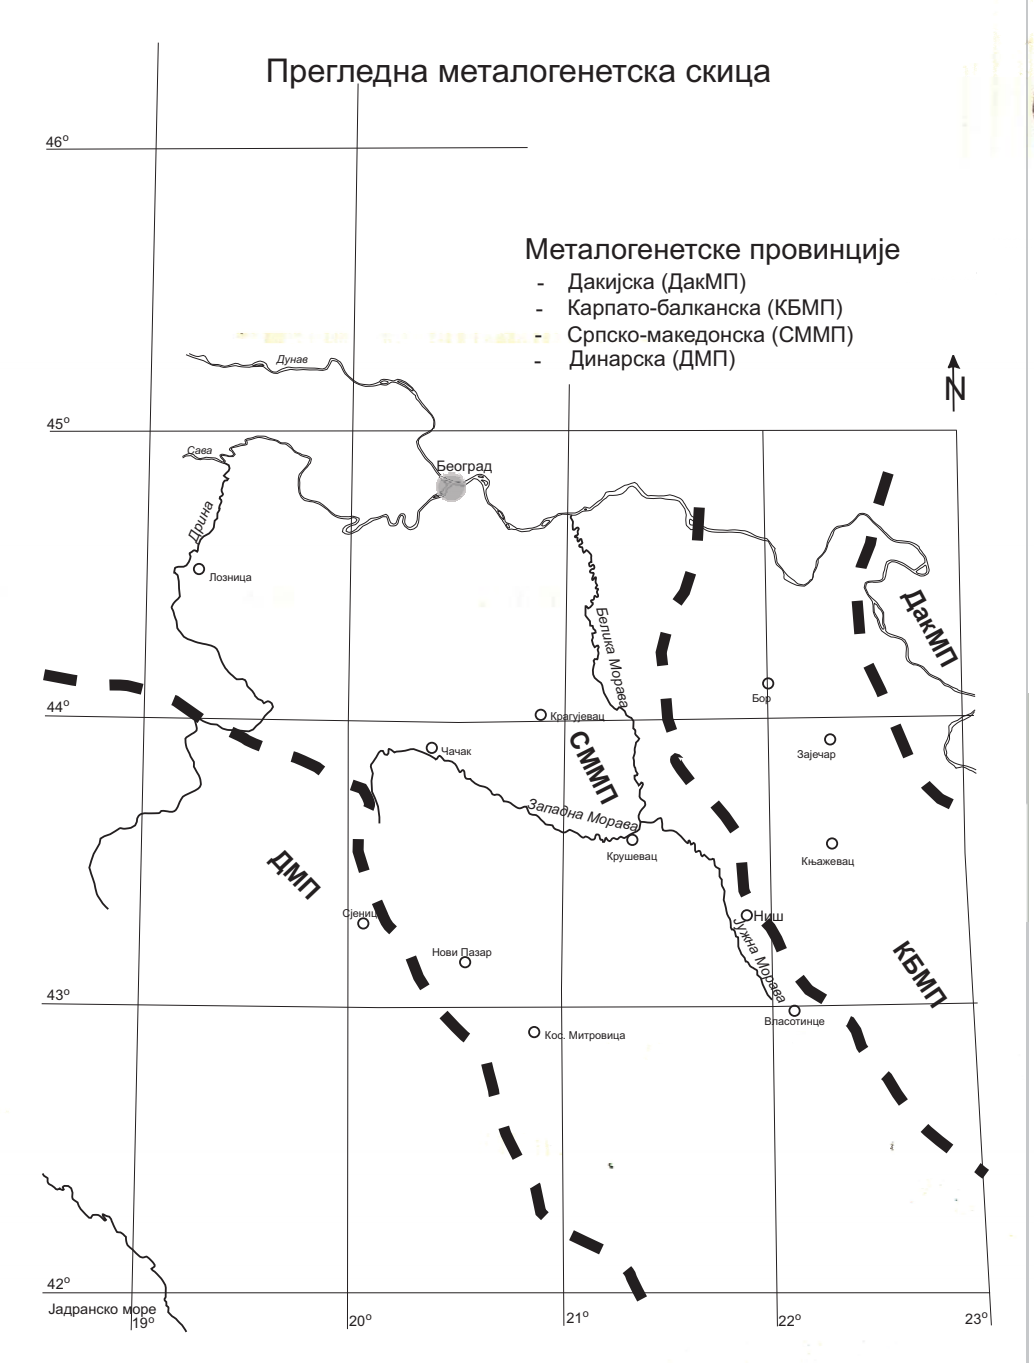 Прегледна металогенетска скица
46°
Металогенетске провинције
- Дакијска (ДакМП)
- Карпато-балканска (КБМП)
- Српско-македонска (СММП)
- Динарска (ДМП)
Дунав
N
45°
Сава
Београд
Дрина
Лозница
Велика Морава
ДакМП
Бор
44°
Крагујевац
Чачак
СММП
Зајечар
Западна Морава
Крушевац
Књажевац
ДМП
Сјеница
Ниш
Јужна Морава
Нови Пазар
КБМП
43°
Власотинце
Кос. Митровица
42°
Јадранско море
19°
20°
21°
22°
23°